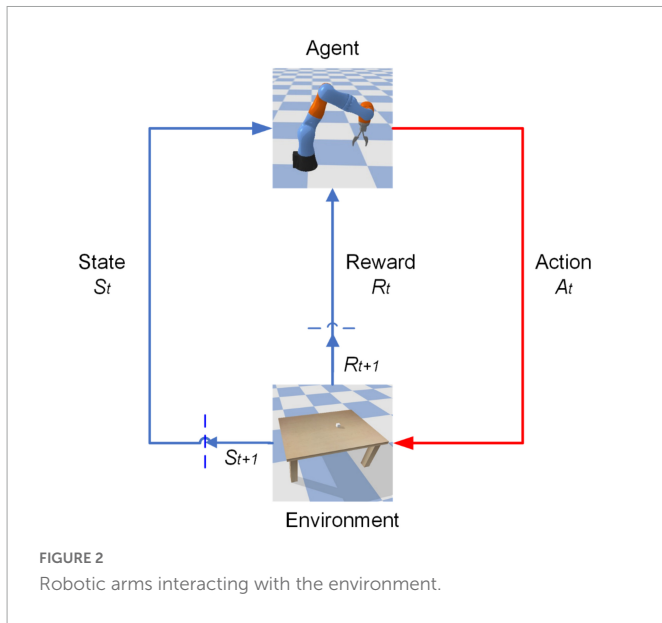 Agent
State
St
Reward
Rt
Action
At
Rt+1
St+1
Environment
FIGURE 2
Robotic arms interacting with the environment.